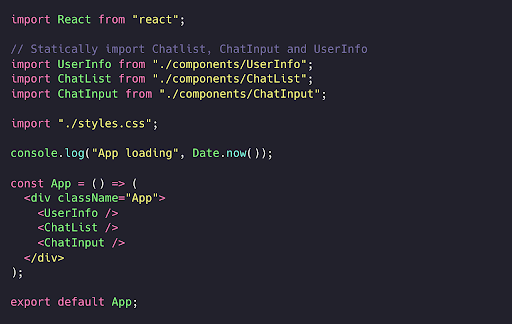 import React from "react";
// Statically import Chatlist, ChatInput and UserInfo
import UserInfo from "./components/UserInfo";
import ChatList from "./components/ChatList";
import ChatInput from "./components/ChatInput";
import "./styles.css";
console.log("App loading", Date.now());
const App = () => (
  <div className="App">
    <UserInfo />
    <ChatList />
    <ChatInput />
  </div>
);
export default App;